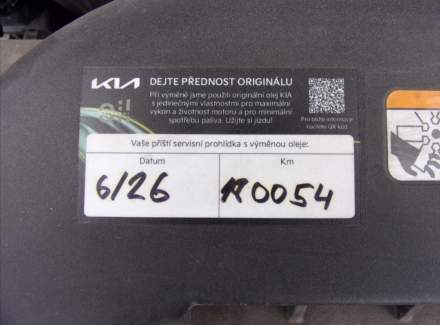 KIA DEJTE PŘEDNOST ORIGINÁLU
Při výměně jsme použili originální olej KIA
s jedinečnými vlastnostmi pro maximální
výkon a životnost motoru a pro minimální
spotřebu paliva. Užijte si jízdu!
Pro bližší informace
načtěte QR kód
Vaše příští servisní prohlídka s výměnou oleje:
Datum Km
6/26 0054